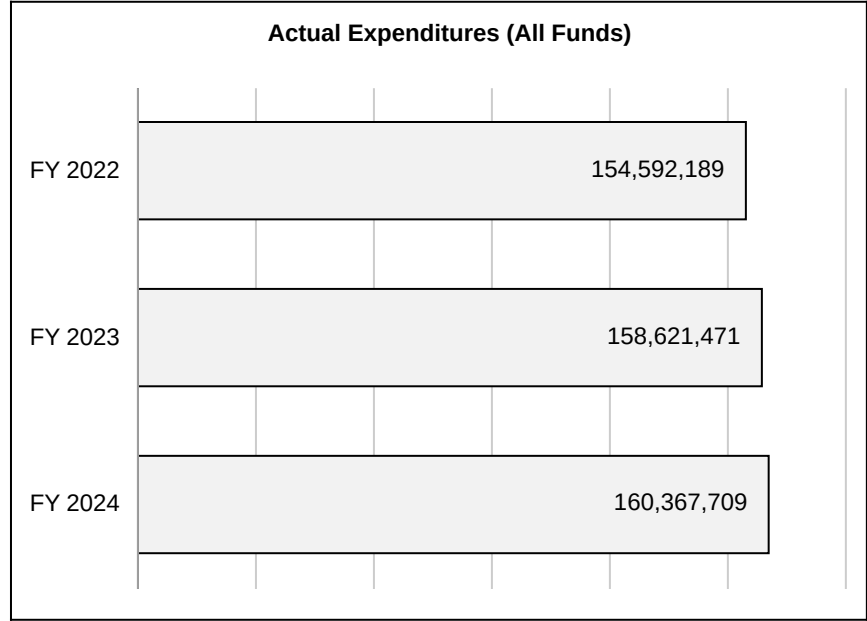 Actual Expenditures (All Funds)
FY 2022
154,592,189
FY 2023
158,621,471
FY 2024
160,367,709